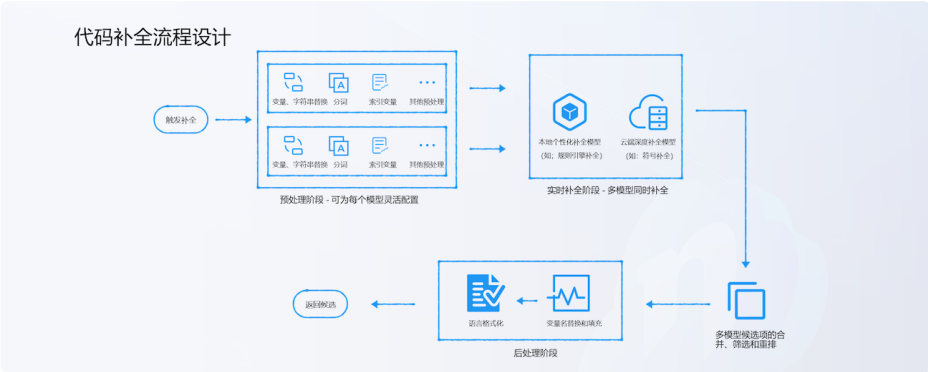 代码补全流程设计
触发补全
变量、字符串替换 分词 索引变量 其他预处理
变量、字符串替换 分词 索引变量 其他预处理
预处理阶段 - 可为每个模型灵活配置
本地个性化补全模型
（如：规则引擎补全）
云端深度补全模型
（如：符号补全）
实时补全阶段 - 多模型同时补全
多模型候选项的合
并、筛选和重排
变量名替换和填充
语言格式化
后处理阶段
返回候选